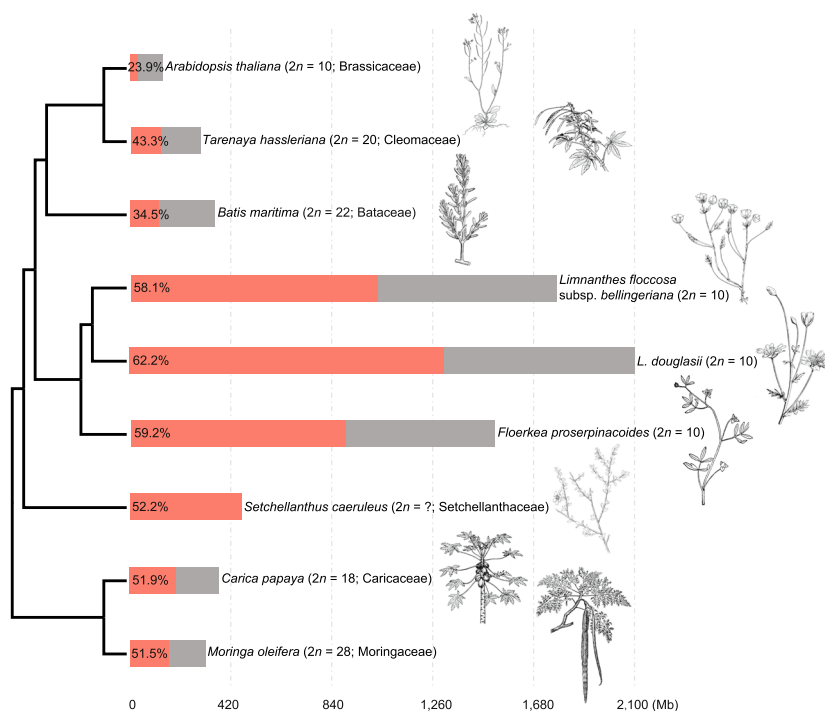 23.9% Arabidopsis thaliana (2n = 10; Brassicaceae)
43.3% Tarenaya hassleriana (2n = 20; Cleomaceae)
34.5% Batis maritima (2n = 22; Bataceae)
58.1% Limnanthes floccosa
subsp. bellingeriana (2n = 10)
62.2% L. douglasii (2n = 10)
59.2% Floerkea proserpinacoides (2n = 10)
52.2% Setchellanthus caeruleus (2n = ?; Setchellanthaceae)
51.9% Carica papaya (2n = 18; Caricaceae)
51.5% Moringa oleifera (2n = 28; Moringaceae)
0 420 840 1,260 1,680 2,100 (Mb)